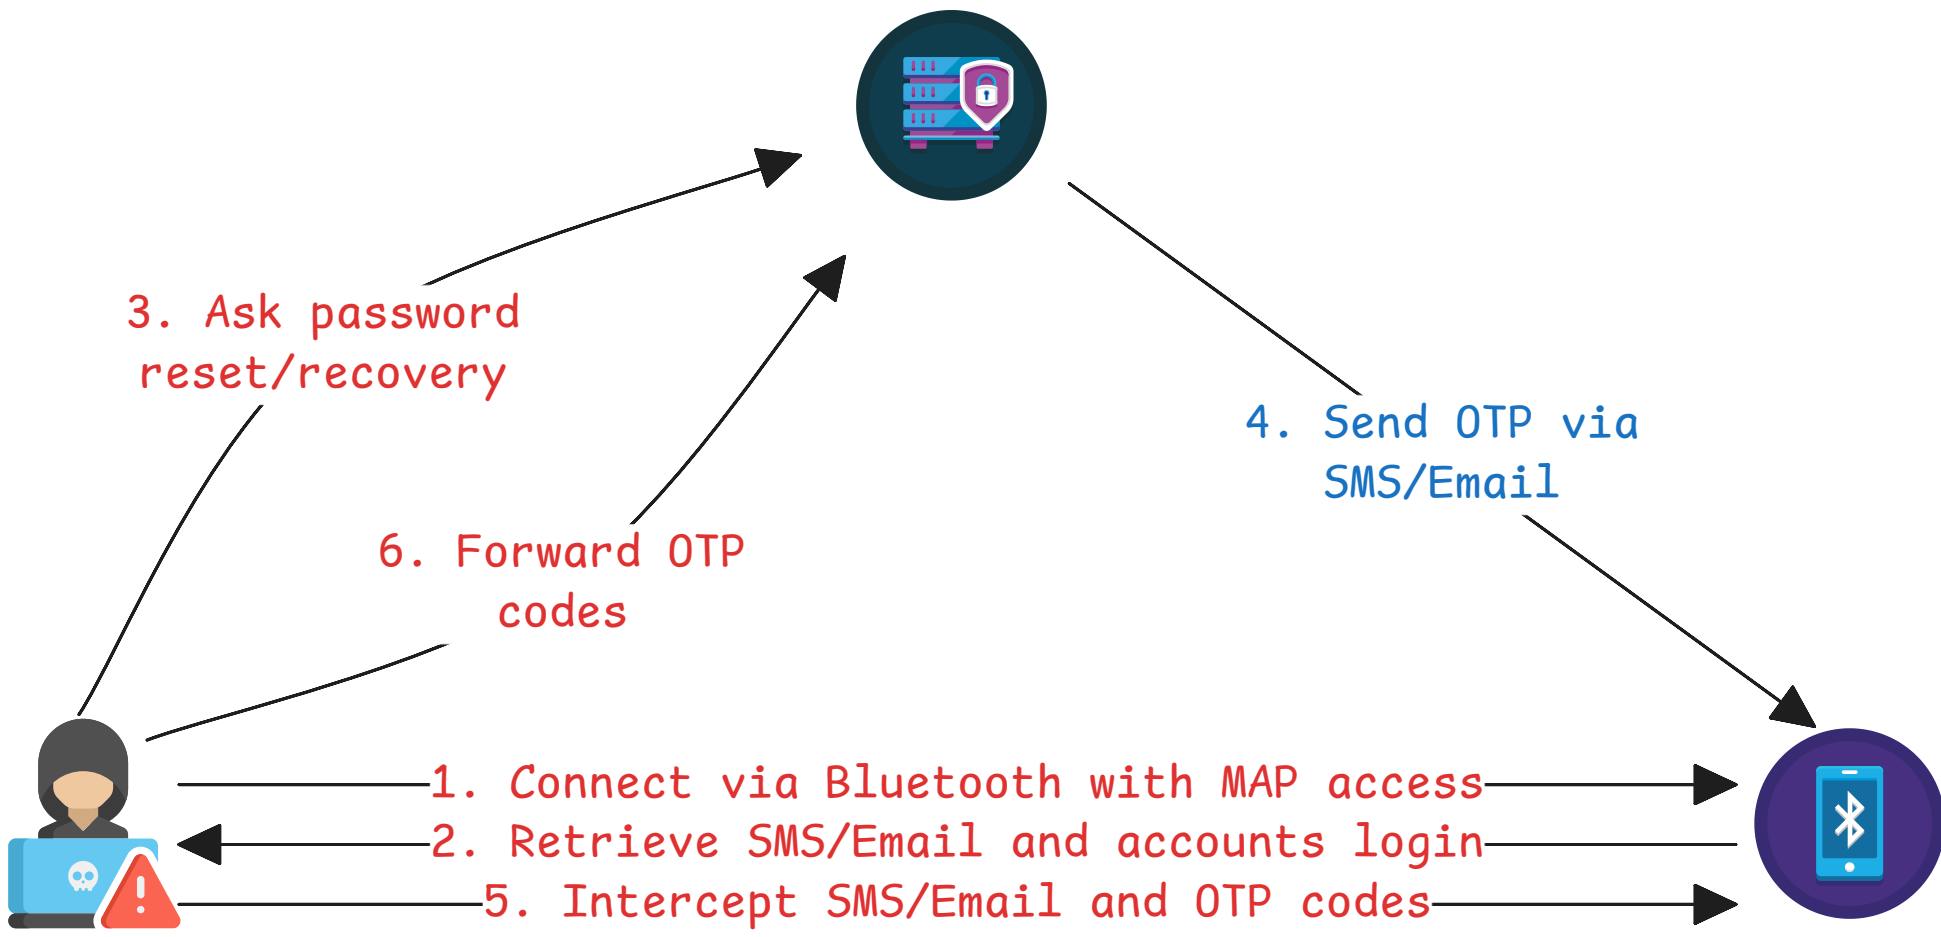 3. Ask password
reset/recovery
4. Send OTP via
SMS/Email
6. Forward OTP
codes
1. Connect via Bluetooth with MAP access
2. Retrieve SMS/Email and accounts login
5. Intercept SMS/Email and OTP codes